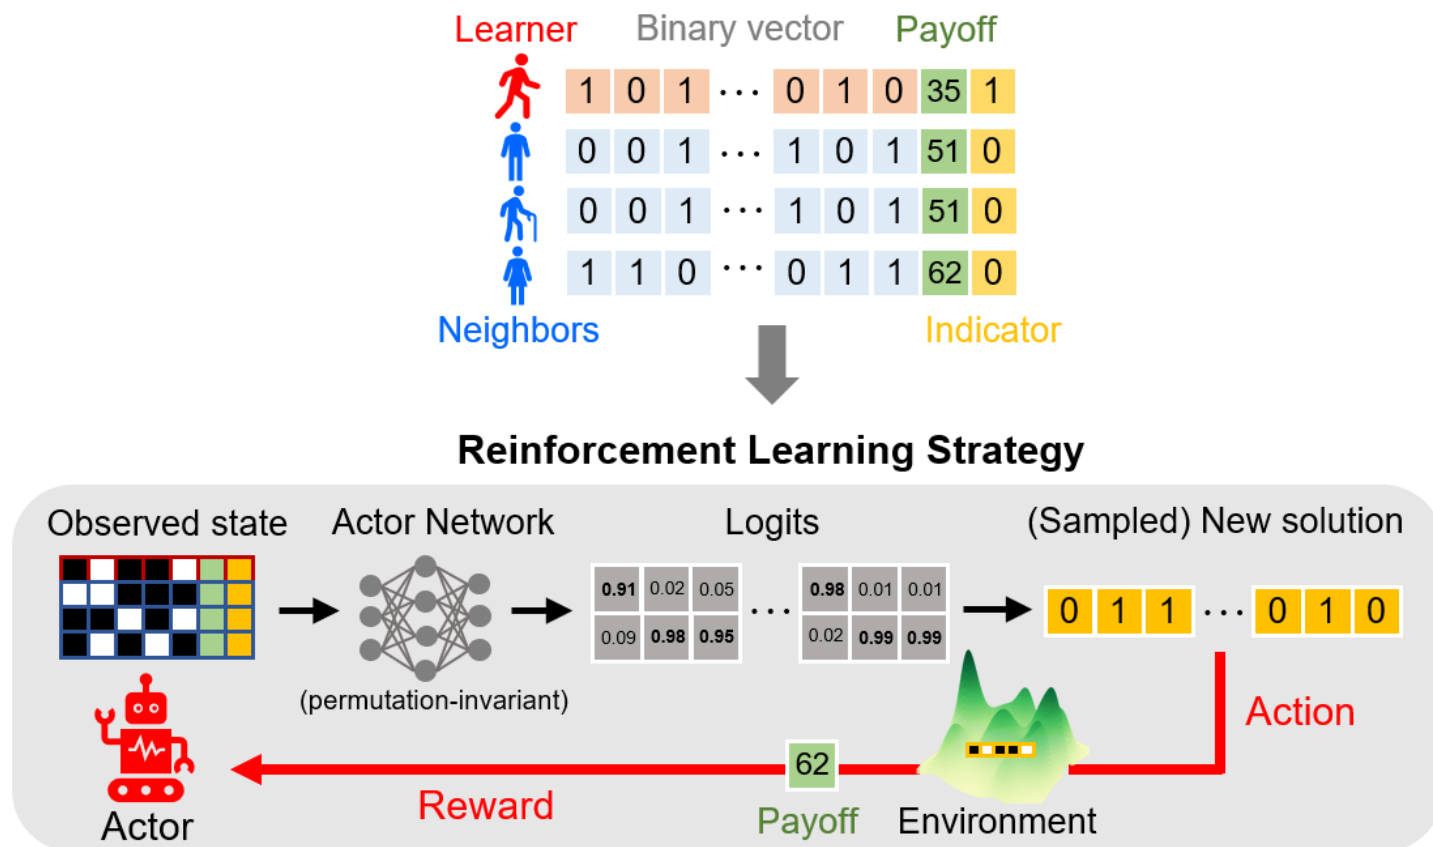 Learner Binary vector Payoff
1 0 1 ··· 0 1 0 35 1
0 0 1 ··· 1 0 1 51 0
0 0 1 ··· 1 0 1 51 0
1 1 0 ··· 0 1 1 62 0
Neighbors Indicator
Reinforcement Learning Strategy
Observed state Actor Network Logits (Sampled) New solution
0.91 0.02 0.05 ··· 0.98 0.01 0.01
0.09 0.98 0.95 0.02 0.99 0.99
0 1 1 ··· 0 1 0
(permutation-invariant)
Action
62
Reward
Payoff Environment
Actor